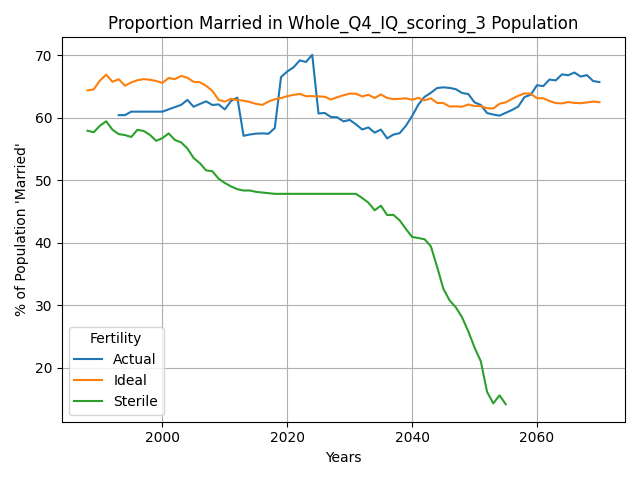 Proportion Married in Whole_Q4_IQ_scoring_3 Population
% of Population 'Married'
70
60
50
40
30
20
Fertility
Actual
Ideal
Sterile
2000
2020
2040
2060
Years